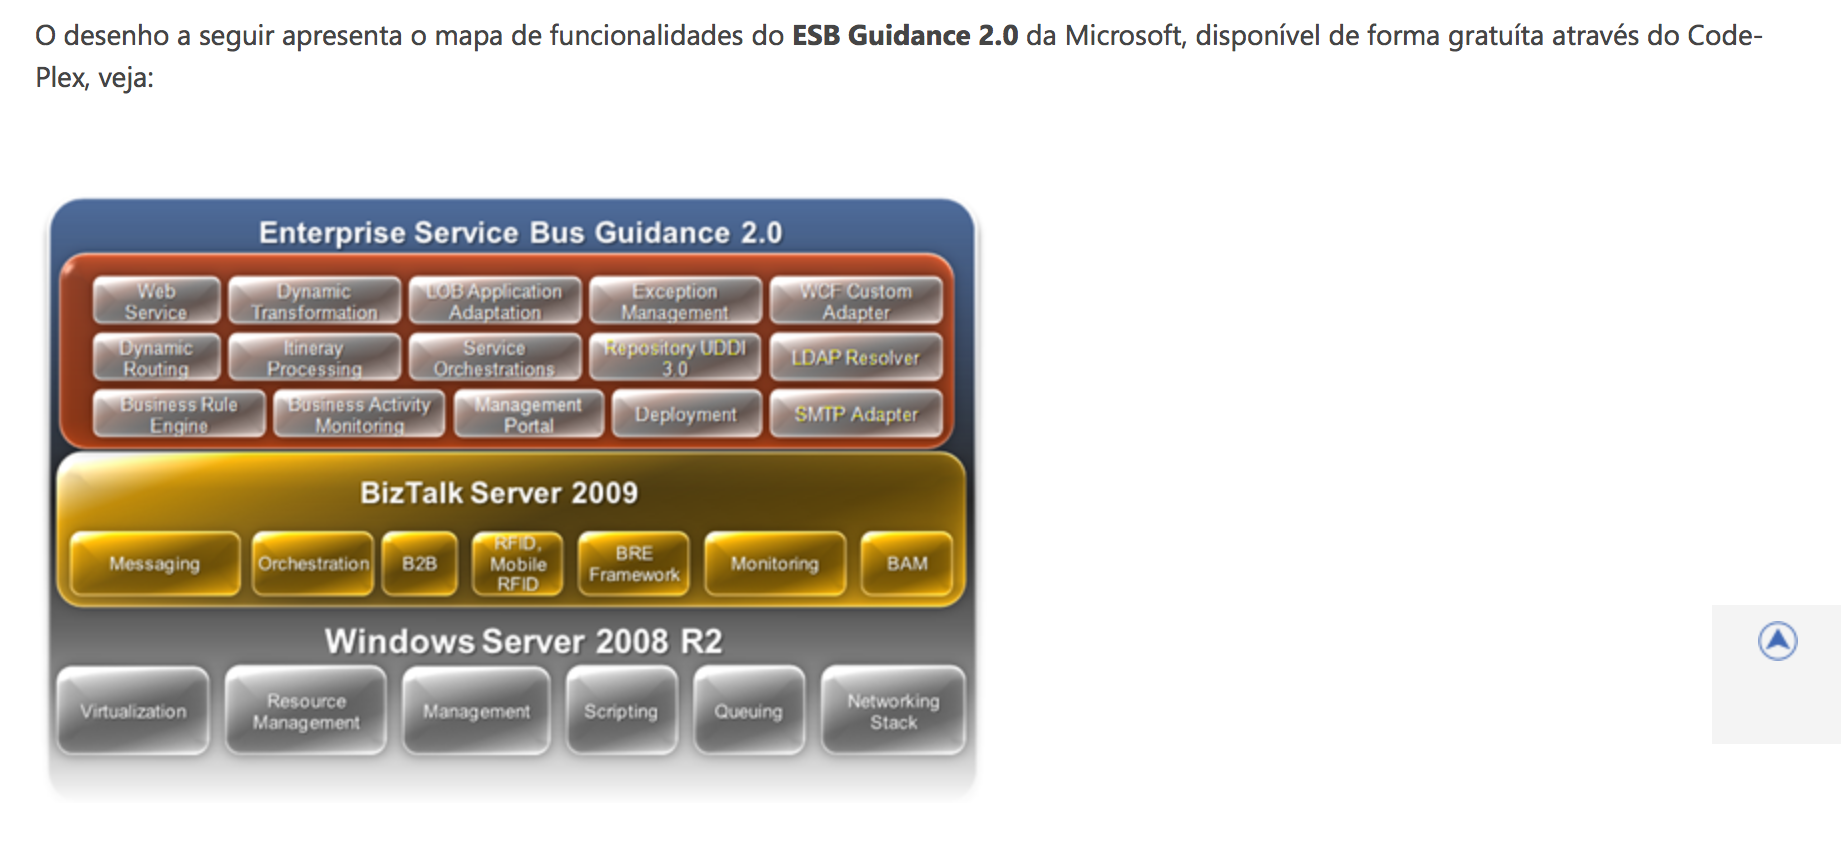 O desenho a seguir apresenta o mapa de funcionalidades do ESB Guidance 2.0 da Microsoft, disponível de forma gratuíta através do Code-
Plex, veja:
Enterprise Service Bus Guidance 2.0
Web
Service
Dynamic
Transformation
LOB Application
Adaptation
Exception
Management
WCF Custom
Adapter
Dynamic
Routing
Itineray
Processing
Service
Orchestrations
Repository UDDI
3.0
LDAP Resolver
Business Rule
Engine
Business Activity
Monitoring
Management
Portal
Deployment
SMTP Adapter
BizTalk Server 2009
Messaging
Orchestration
B2B
RFID,
Mobile
RFID
BRE
Framework
Monitoring
BAM
Windows Server 2008 R2
Virtualization
Resource
Management
Management
Scripting
Queuing
Networking
Stack